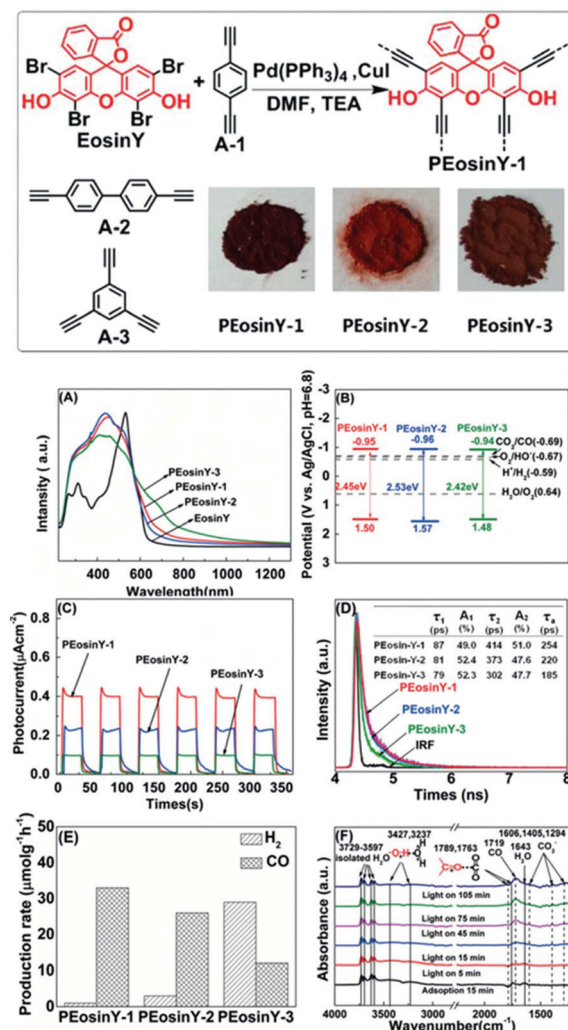 O
O
Br
Br
HO
O
OH
Br
Br
EosinY
+
A-1
Pd(PPh3)4 ,CuI
DMF, TEA
O
O
HO
O
OH
PEosinY-1
A-2
A-3
PEosinY-1 PEosinY-2 PEosinY-3
(A)
Intansity ( a.u.)
PEosinY-3
PEosinY-1
PEosinY-2
EosinY
400 600 800 1000 1200
Wavelength(nm)
(B)
Potential (V vs. Ag/AgCl, pH=6.8)
-3
-2
-1
0
1
2
3
PEosinY-1 PEosinY-2 PEosinY-3
-0.95 -0.96 -0.94
CO2/CO(-0.69)
O2/HO·(-0.67)
H+/H2(-0.59)
H2O/O2(0.64)
2.45eV 2.53eV 2.42eV
1.50 1.57 1.48
(C)
Photocurrent(μAcm-2)
0.8
0.6
0.4
0.2
0.0
PEosinY-1
PEosinY-2
PEosinY-3
0 50 100 150 200 250 300 350
Times(s)
(D)
Intensity (a.u.)
τ1 A1 τ2 A2 τa
(ps) (%) (ps) (%) (ps)
PEosin-Y-1 87 49.0 414 51.0 254
PEosin-Y-2 81 52.4 373 47.6 220
PEosin-Y-3 79 52.3 302 47.7 185
PEosinY-1
PEosinY-2
PEosinY-3
IRF
4 5 6 7 8
Times (ns)
(E)
Production rate (μmolg-1h-1)
50
40
30
20
10
0
H2
CO
PEosinY-1 PEosinY-2 PEosinY-3
(F)
Absorbance (a.u.)
3427,3237
3729-3597
isolated H2O
1789,1763
1719
CO
1606,1405,1294
1643
H2O
CO2-
Light on 105 min
Light on 75 min
Light on 45 min
Light on 15 min
Light on 5 min
Adsoption 15 min
4000 3000 2000 1600 1200
Wavenumber(cm-1)